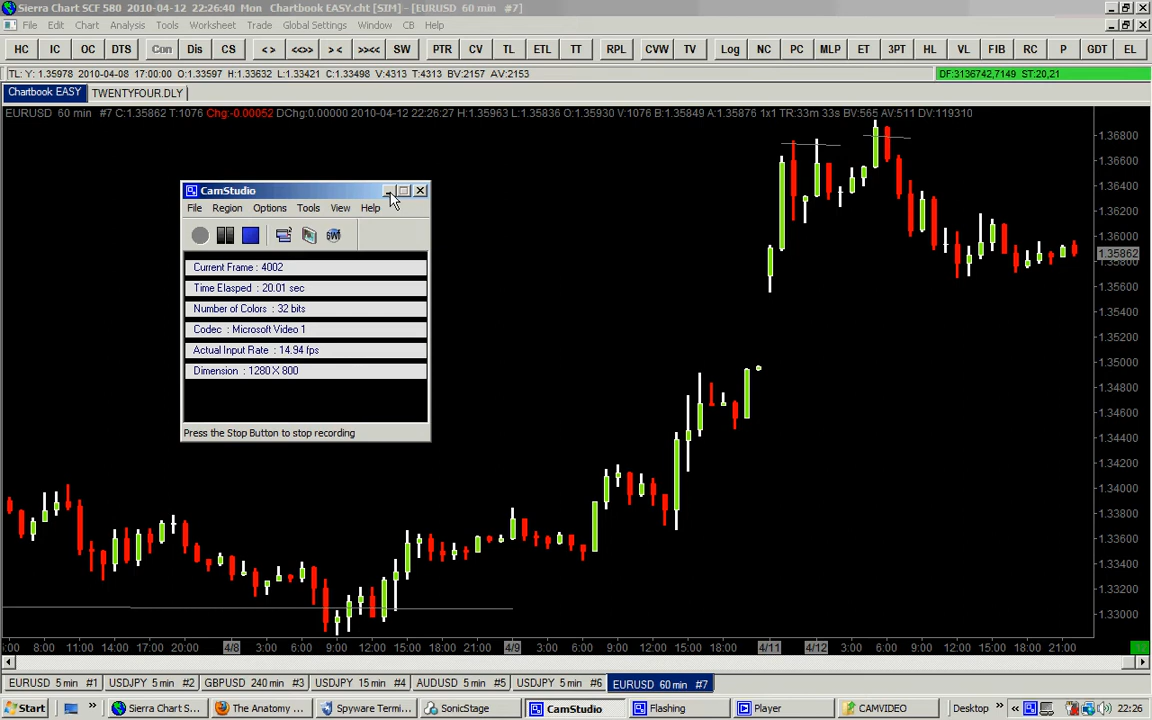 Sierra Chart SCF 580 2010-04-12 22:26:40 Mon Chartbook EASY.cht [SIM] - [EURUSD 60 min #7]
File Edit Chart Analysis Tools Worksheet Trade Global Settings Window CB Help
HC IC OC DTS Con Dis CS < > <<>> > < >><< SW PTR CV TL ETL TT RPL CVW TV Log NC PC MLP ET 3PT HL VL FIB RC P GDT EL
TL: Y: 1.35978 2010-04-08 17:00:00 O:1.33597 H:1.33632 L:1.33421 C:1.33498 V:4313 T:4313 BV:2157 AV:2153 DF:3136742,7149 ST:20,21
Chartbook EASY TWENTYFOUR.DLY
EURUSD 60 min #7 C:1.35862 T:1076 Chg:-0.00052 DChg:0.00000 2010-04-12 22:26:27 H:1.35963 L:1.35836 O:1.35930 V:1076 B:1.35849 A:1.35876 1x1 TR:33m 33s BV:565 AV:511 DV:119310
1.36800
1.36600
1.36400
1.36200
1.36000
1.35862
1.35600
1.35400
1.35200
1.35000
1.34800
1.34600
1.34400
1.34200
1.34000
1.33800
1.33600
1.33400
1.33200
1.33000
CamStudio
File Region Options Tools View Help
Current Frame : 4002
Time Elasped : 20.01 sec
Number of Colors : 32 bits
Codec : Microsoft Video 1
Actual Input Rate : 14.94 fps
Dimension : 1280 X 800
Press the Stop Button to stop recording
:00 8:00 11:00 14:00 17:00 20:00 4/8 3:00 6:00 9:00 12:00 15:00 18:00 21:00 4/9 3:00 6:00 9:00 12:00 15:00 18:00 4/11 4/12 3:00 6:00 9:00 12:00 15:00 18:00 21:00
EURUSD 5 min #1 USDJPY 5 min #2 GBPUSD 240 min #3 USDJPY 15 min #4 AUDUSD 5 min #5 USDJPY 5 min #6 EURUSD 60 min #7
Start » Sierra Chart S... The Anatomy ... Spyware Termi... SonicStage CamStudio Flashing Player CAMVIDEO Desktop » « 22:26